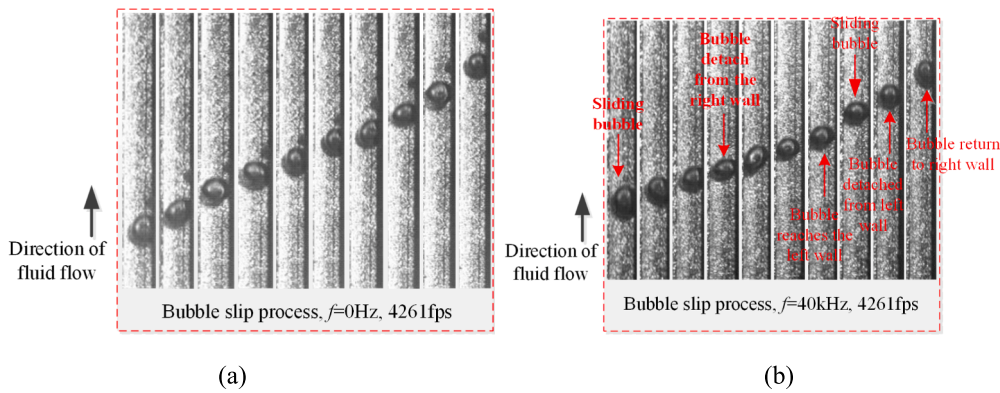 Direction of
fluid flow
Bubble slip process, f=0Hz, 4261fps
(a)
Sliding
bubble
Bubble
detach
from the
right wall
Sliding
bubble
Bubble
reaches the
left wall
Bubble
detached
from left
wall
Bubble return
to right wall
Direction of
fluid flow
Bubble slip process, f=40kHz, 4261fps
(b)